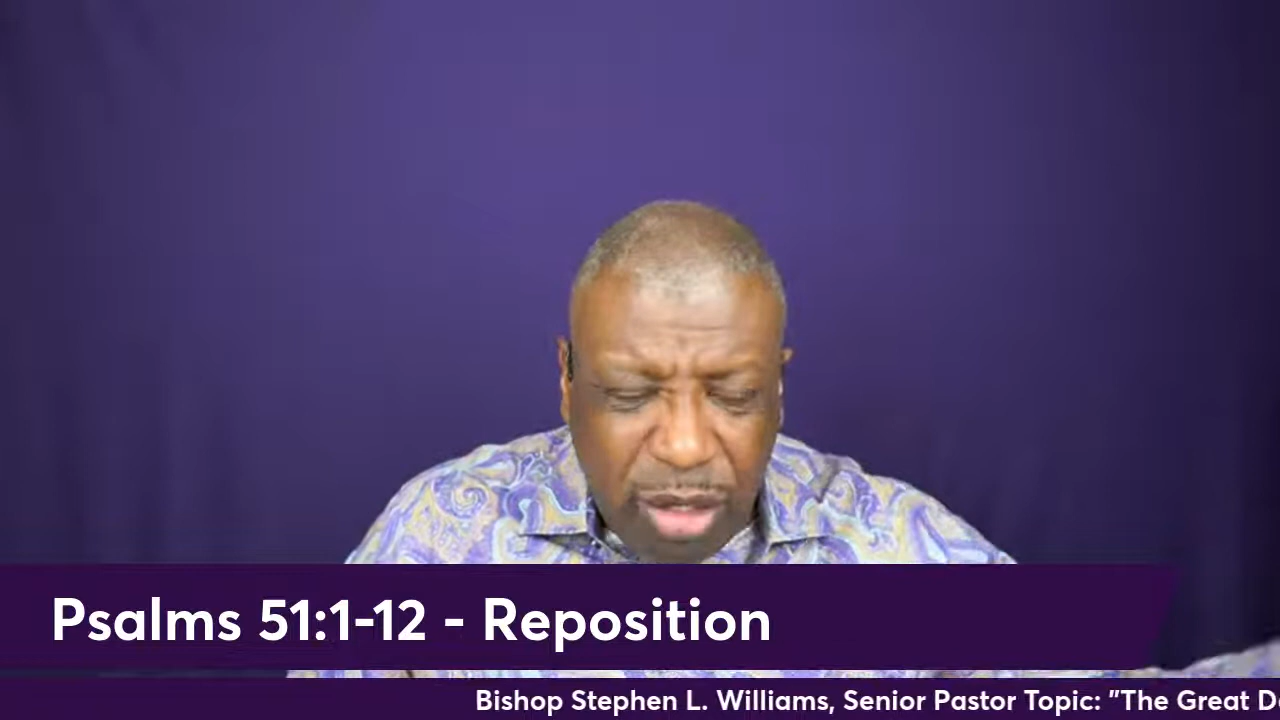 Psalms 51:1-12 - Reposition
Bishop Stephen L. Williams, Senior Pastor Topic: "The Great